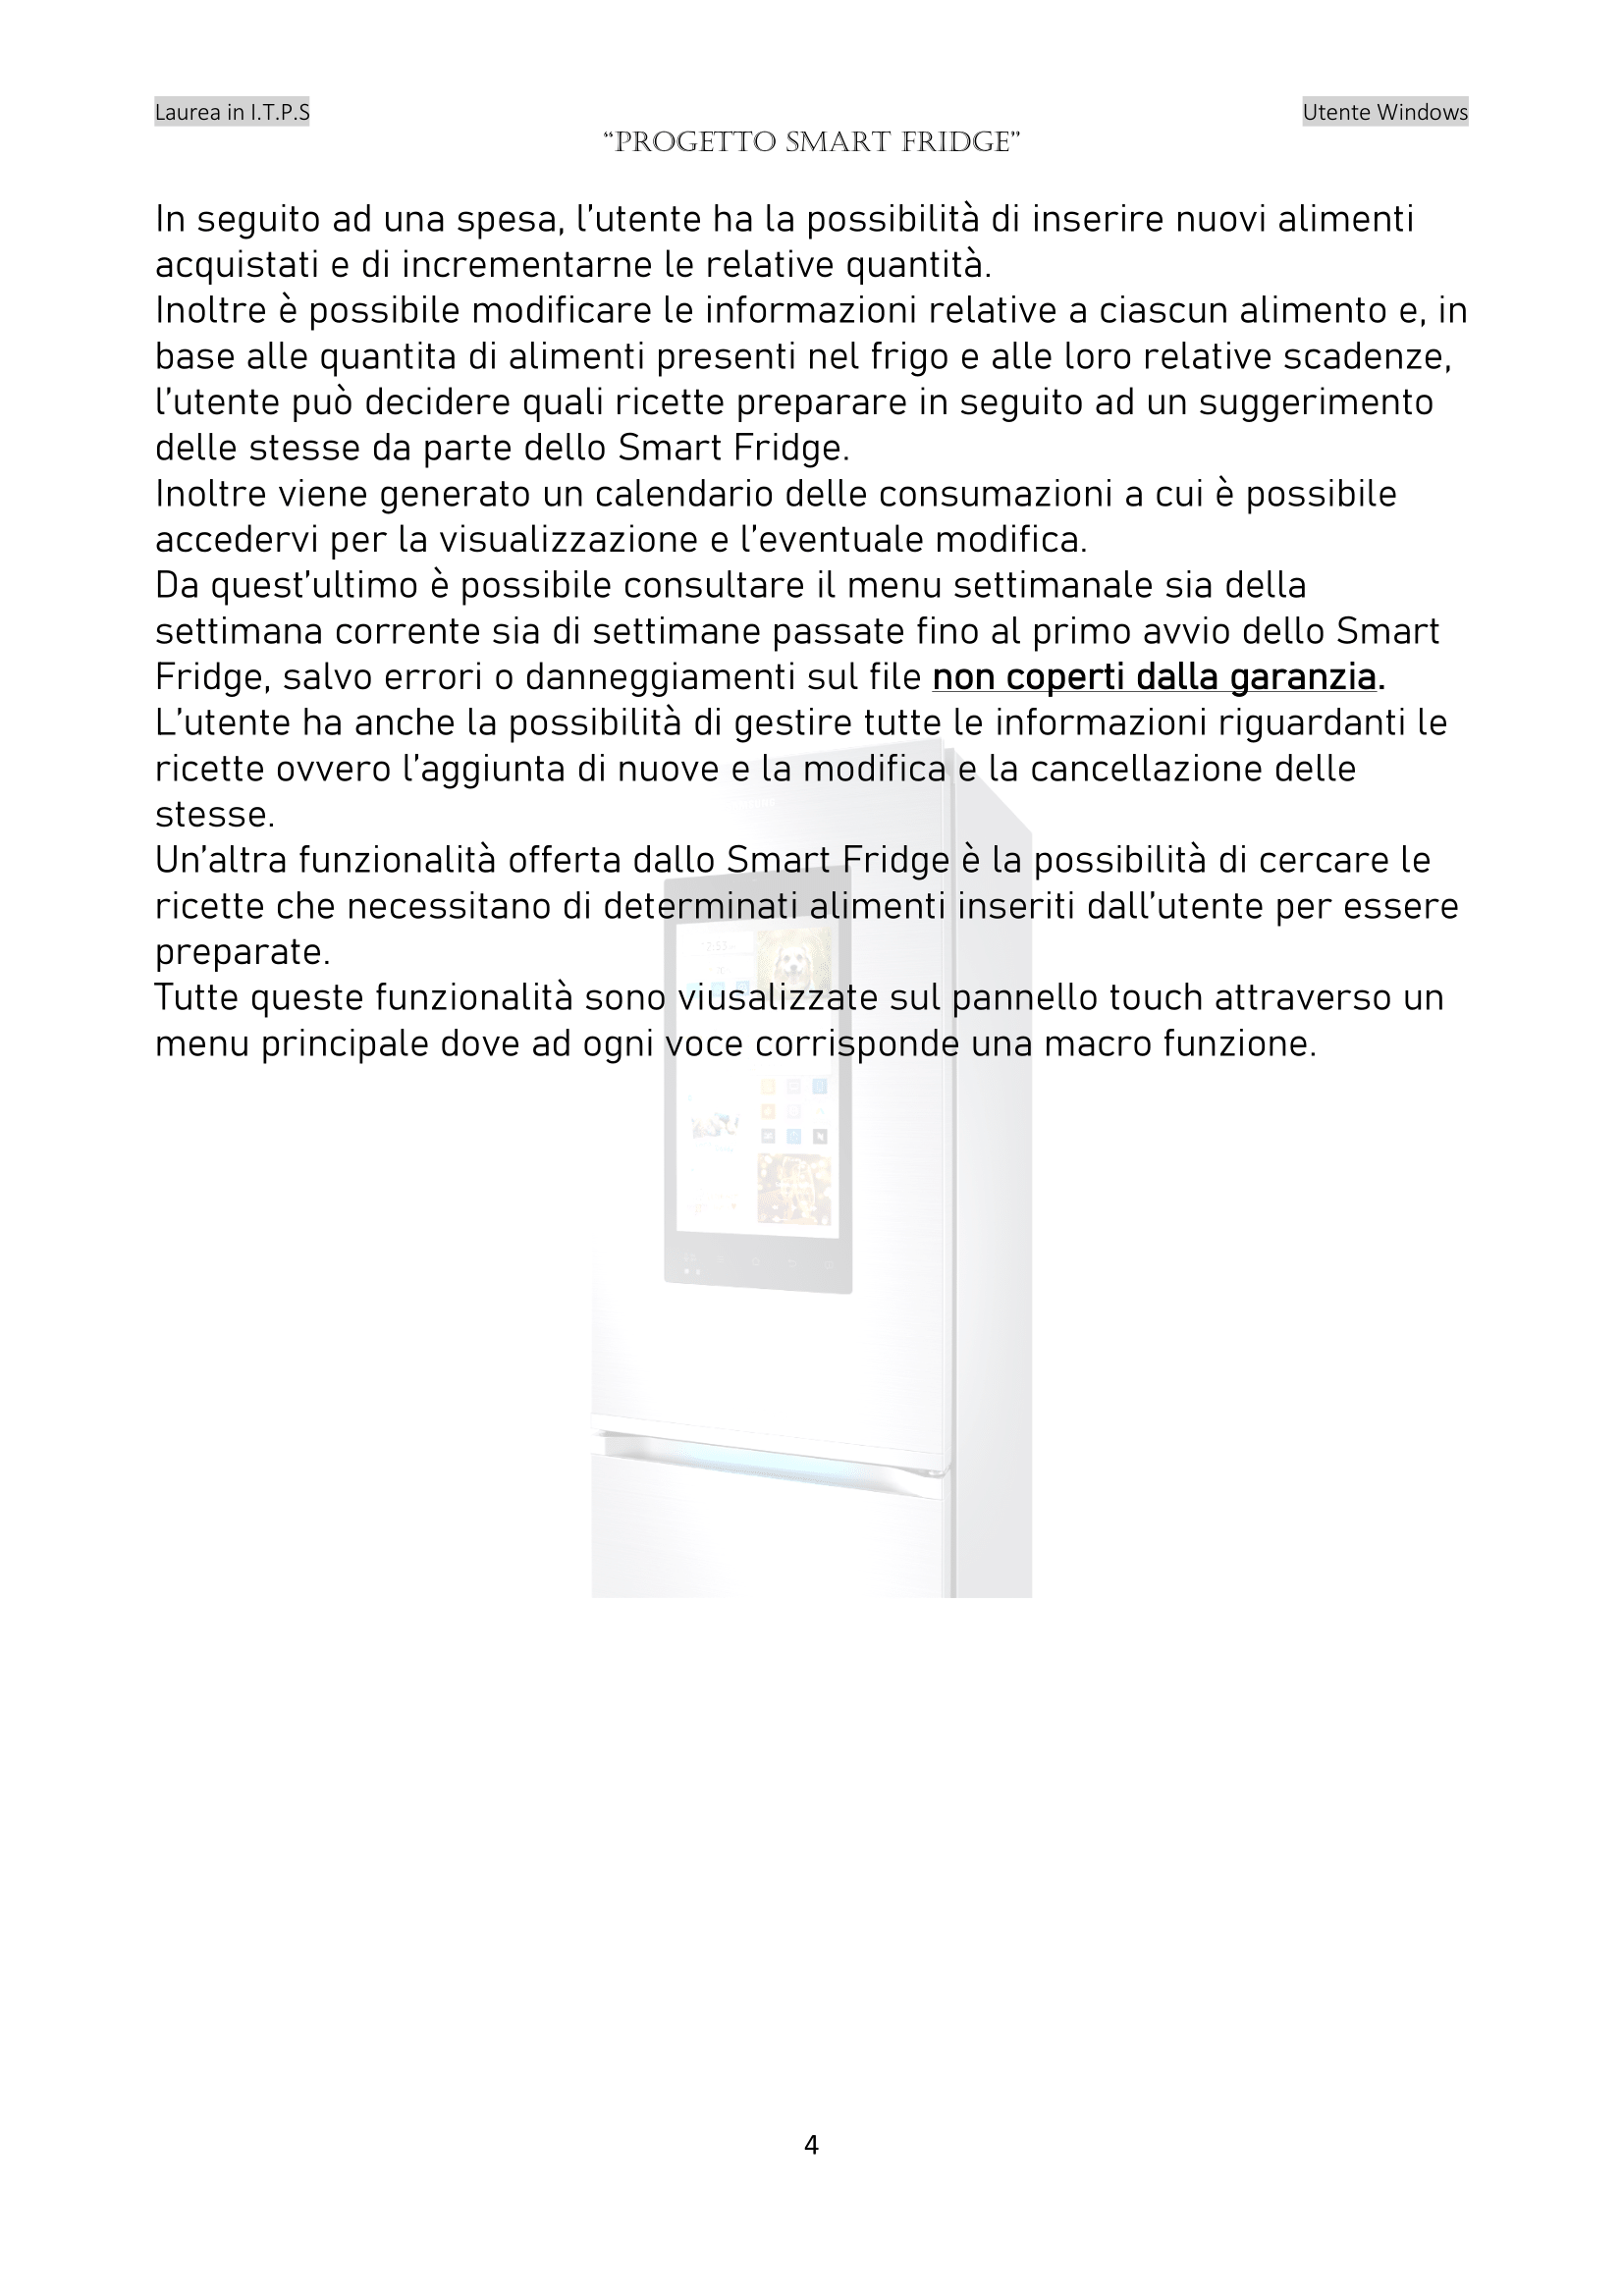 Laurea in I.T.P.S
Utente Windows
“PROGETTO SMART FRIDGE”
In seguito ad una spesa, l’utente ha la possibilità di inserire nuovi alimenti
acquistati e di incrementarne le relative quantità.
Inoltre è possibile modificare le informazioni relative a ciascun alimento e, in
base alle quantita di alimenti presenti nel frigo e alle loro relative scadenze,
l’utente può decidere quali ricette preparare in seguito ad un suggerimento
delle stesse da parte dello Smart Fridge.
Inoltre viene generato un calendario delle consumazioni a cui è possibile
accedervi per la visualizzazione e l’eventuale modifica.
Da quest’ultimo è possibile consultare il menu settimanale sia della
settimana corrente sia di settimane passate fino al primo avvio dello Smart
Fridge, salvo errori o danneggiamenti sul file non coperti dalla garanzia.
L’utente ha anche la possibilità di gestire tutte le informazioni riguardanti le
ricette ovvero l’aggiunta di nuove e la modifica e la cancellazione delle
stesse.
Un’altra funzionalità offerta dallo Smart Fridge è la possibilità di cercare le
ricette che necessitano di determinati alimenti inseriti dall’utente per essere
preparate.
Tutte queste funzionalità sono viusalizzate sul pannello touch attraverso un
menu principale dove ad ogni voce corrisponde una macro funzione.
4